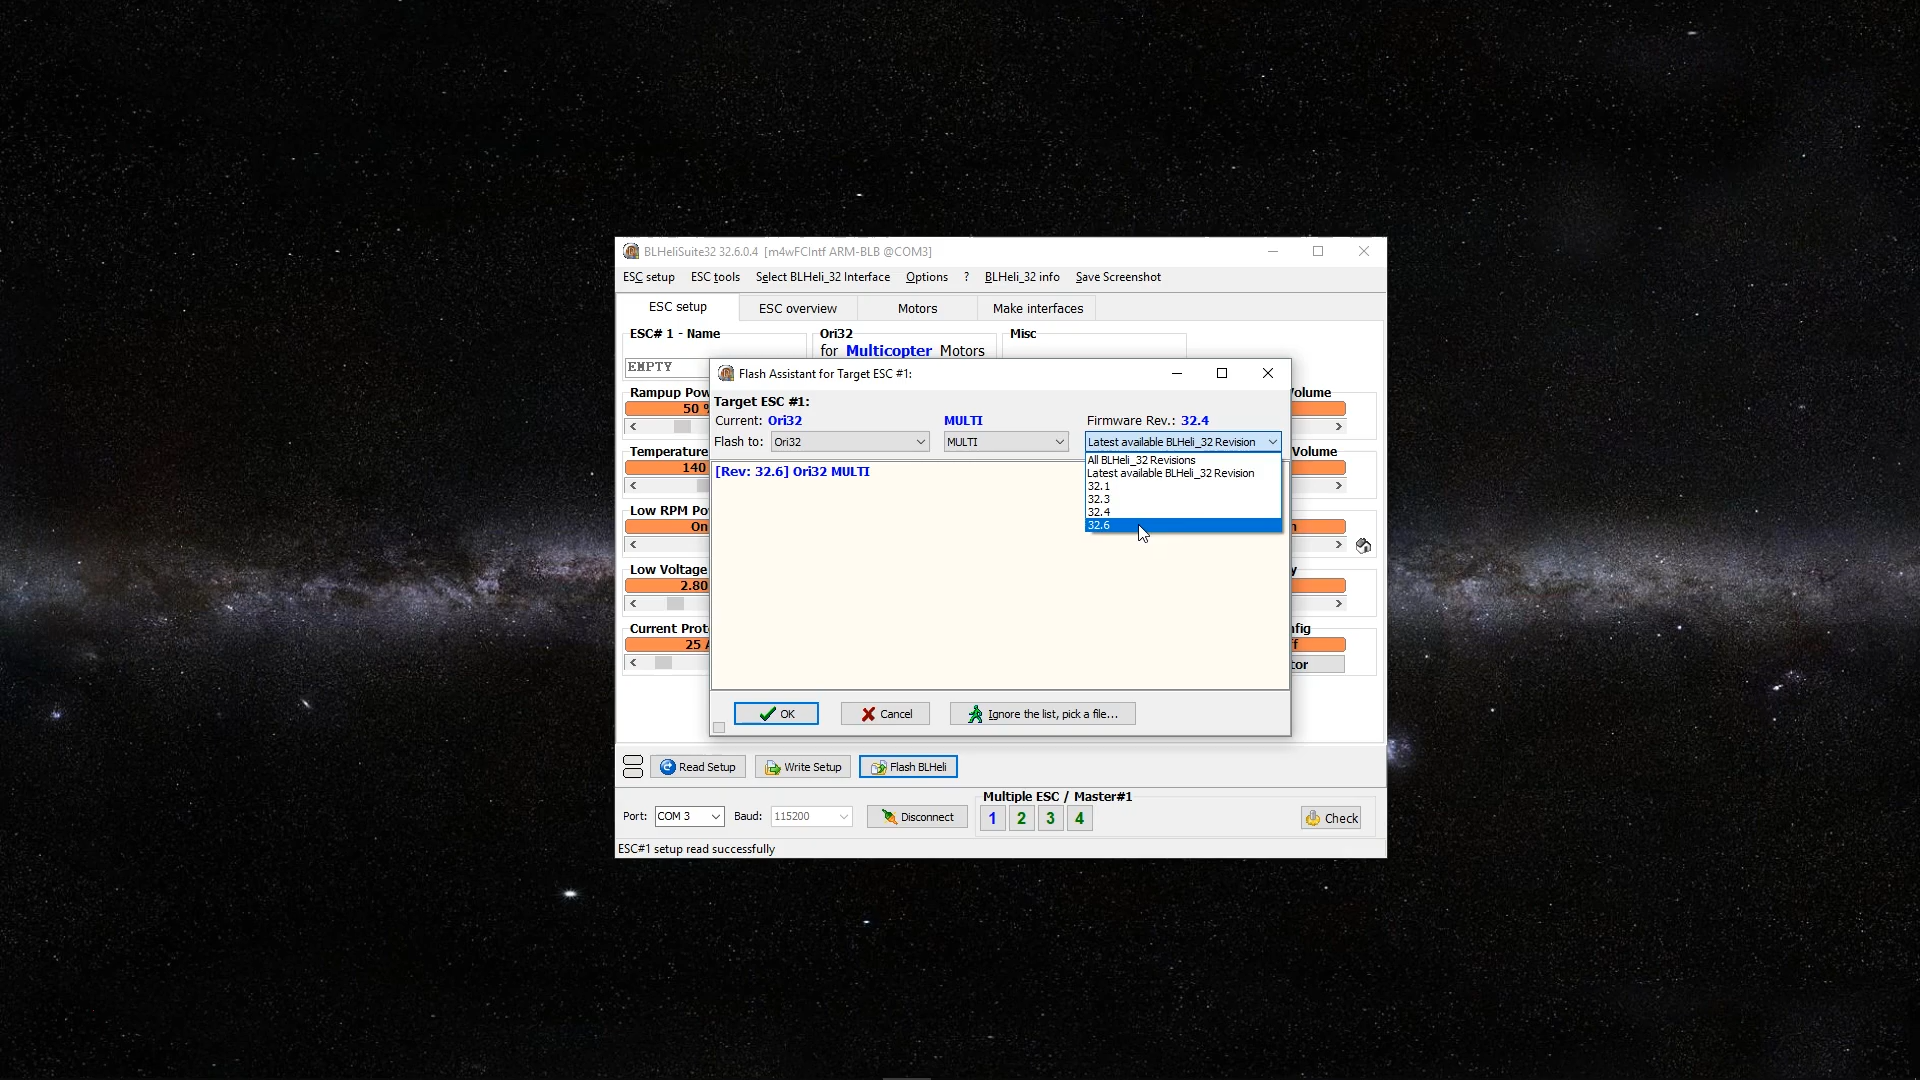 BLHeliSuite32 32.6.0.4 [m4wFCIntf ARM-BLB @COM3]
ESC setup ESC tools Select BLHeli_32 Interface Options ? BLHeli_32 info Save Screenshot
ESC setup ESC overview Motors Make interfaces
ESC# 1 - Name Ori32 Misc
for Multicopter Motors
EMPTY
Flash Assistant for Target ESC #1:
Rampup Pow
50 %
Volume
Target ESC #1:
Current: Ori32 MULTI Firmware Rev.: 32.4
Flash to: Ori32 MULTI Latest available BLHeli_32 Revision
Temperature
140
Volume
[Rev: 32.6] Ori32 MULTI
All BLHeli_32 Revisions
Latest available BLHeli_32 Revision
32.1
32.3
32.4
32.6
Low RPM Po
On
n
Low Voltage
2.80
y
Current Prot
25 A
nfig
ff
tor
OK Cancel Ignore the list, pick a file...
Read Setup Write Setup Flash BLHeli
Multiple ESC / Master#1
Port: COM 3 Baud: 115200 Disconnect 1 2 3 4 Check
ESC#1 setup read successfully